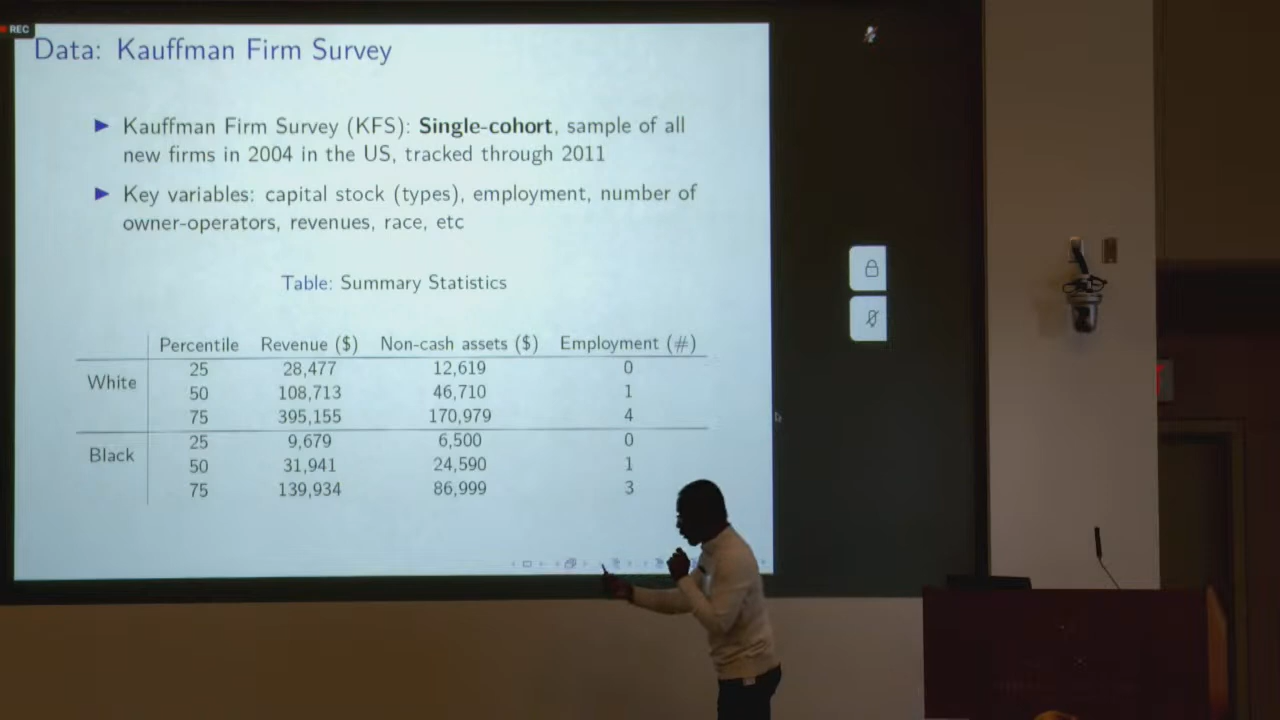 REC
Data: Kauffman Firm Survey
Kauffman Firm Survey (KFS): Single-cohort, sample of all
new firms in 2004 in the US, tracked through 2011
Key variables: capital stock (types), employment, number of
owner-operators, revenues, race, etc
Table: Summary Statistics
Percentile Revenue ($) Non-cash assets ($) Employment (#)
White
25 28,477 12,619 0
50 108,713 46,710 1
75 395,155 170,979 4
Black
25 9,679 6,500 0
50 31,941 24,590 1
75 139,934 86,999 3